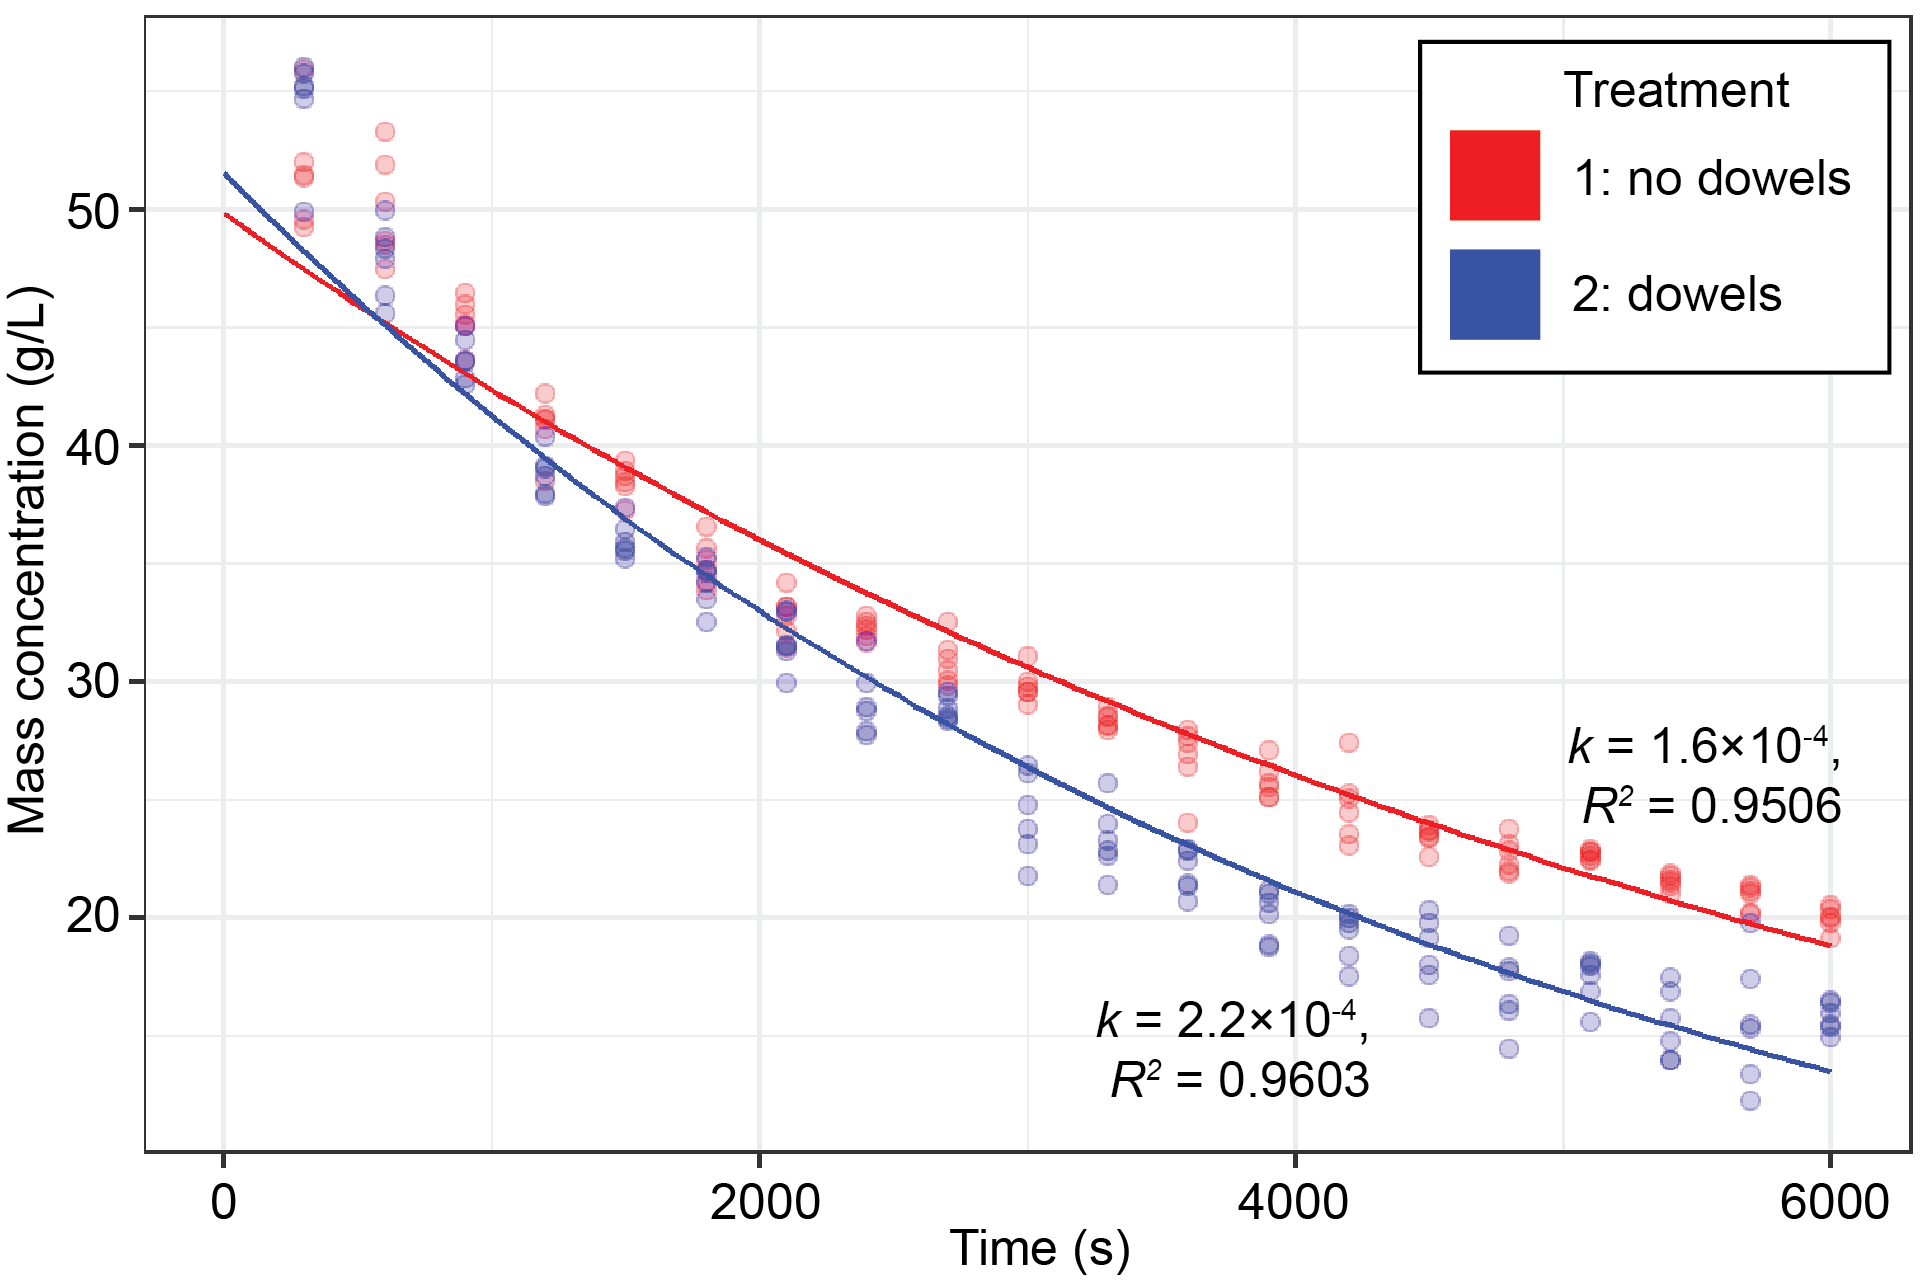 Treatment
1: no dowels
2: dowels
Mass concentration (g/L)
50
40
30
20
k = 1.6×10⁻⁴,
R² = 0.9506
k = 2.2×10⁻⁴,
R² = 0.9603
0
2000
4000
6000
Time (s)